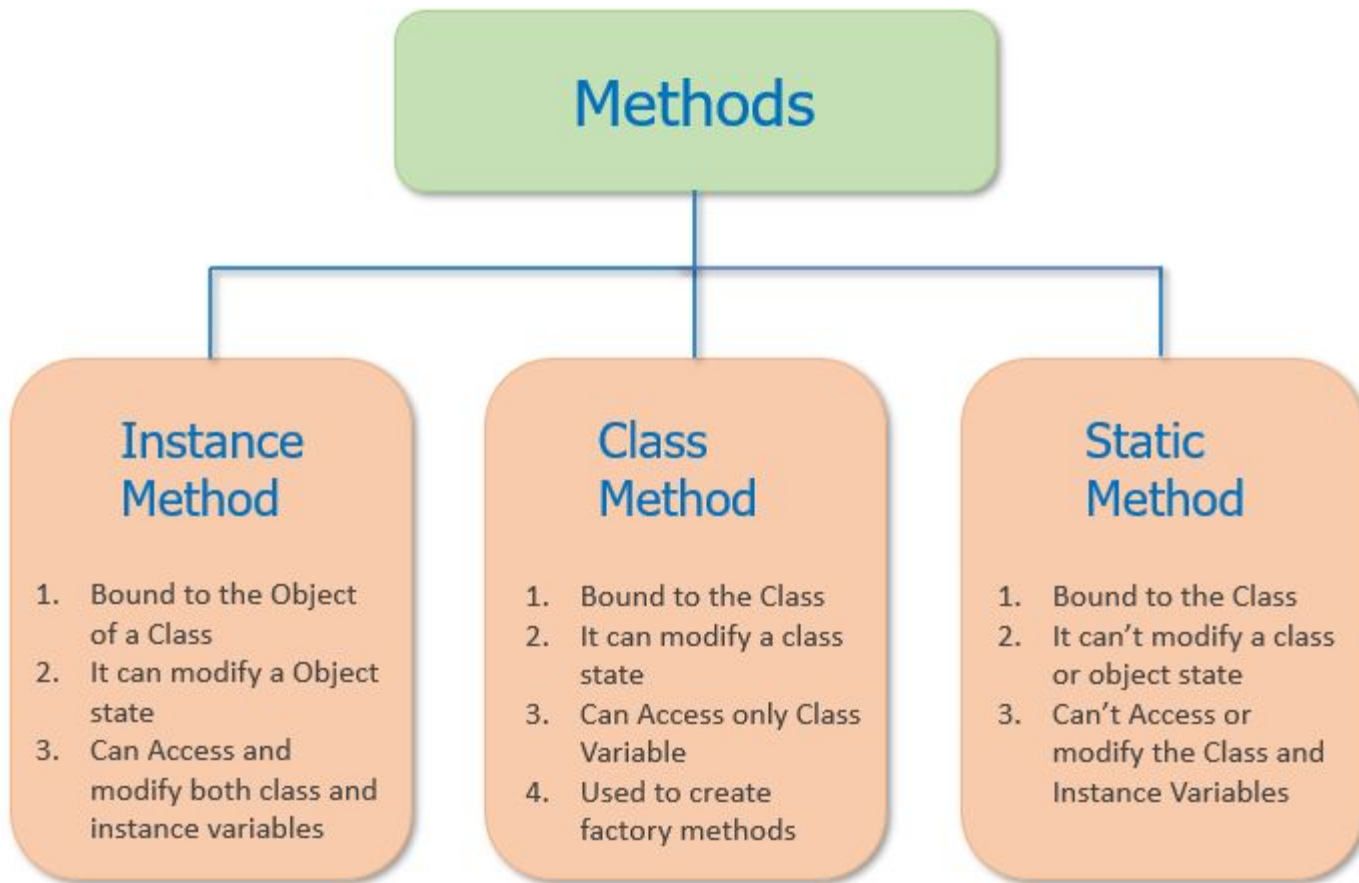 Methods
Instance
Method
1. Bound to the Object
of a Class
2. It can modify a Object
state
3. Can Access and
modify both class and
instance variables
Class
Method
1. Bound to the Class
2. It can modify a class
state
3. Can Access only Class
Variable
4. Used to create
factory methods
Static
Method
1. Bound to the Class
2. It can’t modify a class
or object state
3. Can’t Access or
modify the Class and
Instance Variables